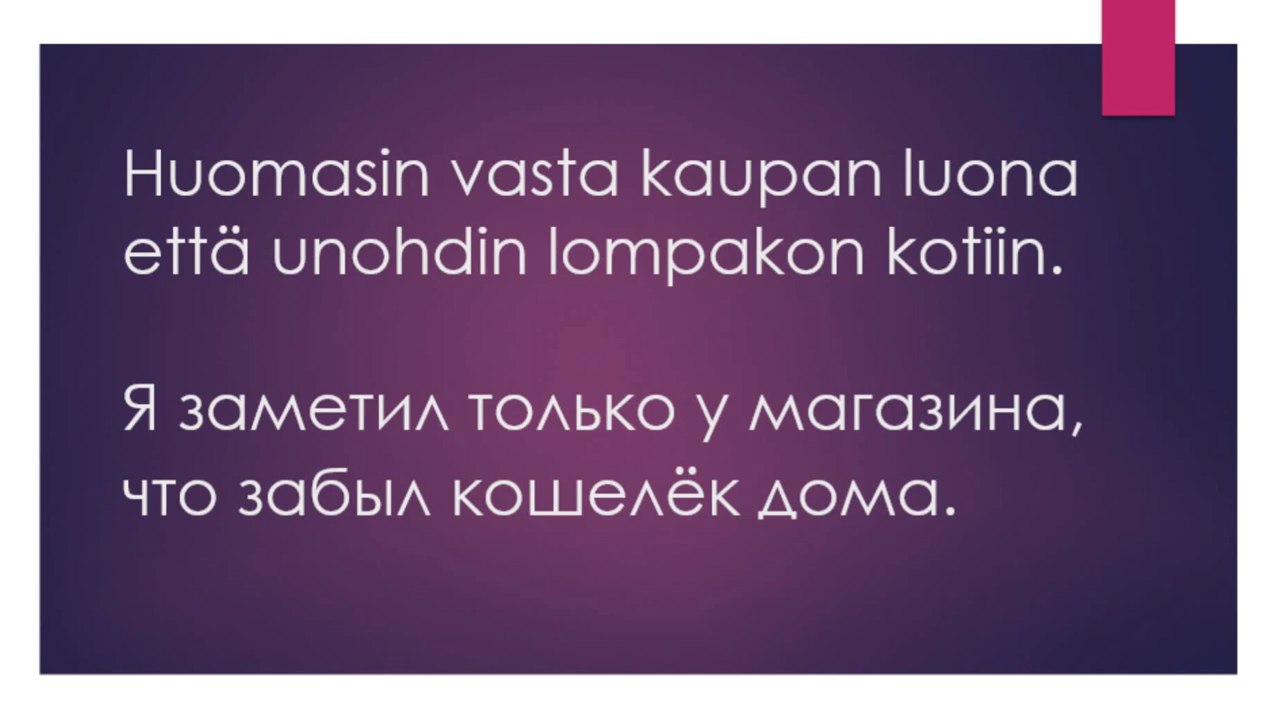 Huomasin vasta kaupan luona
että unohdin lompakon kotiin.
Я заметил только у магазина,
что забыл кошелёк дома.